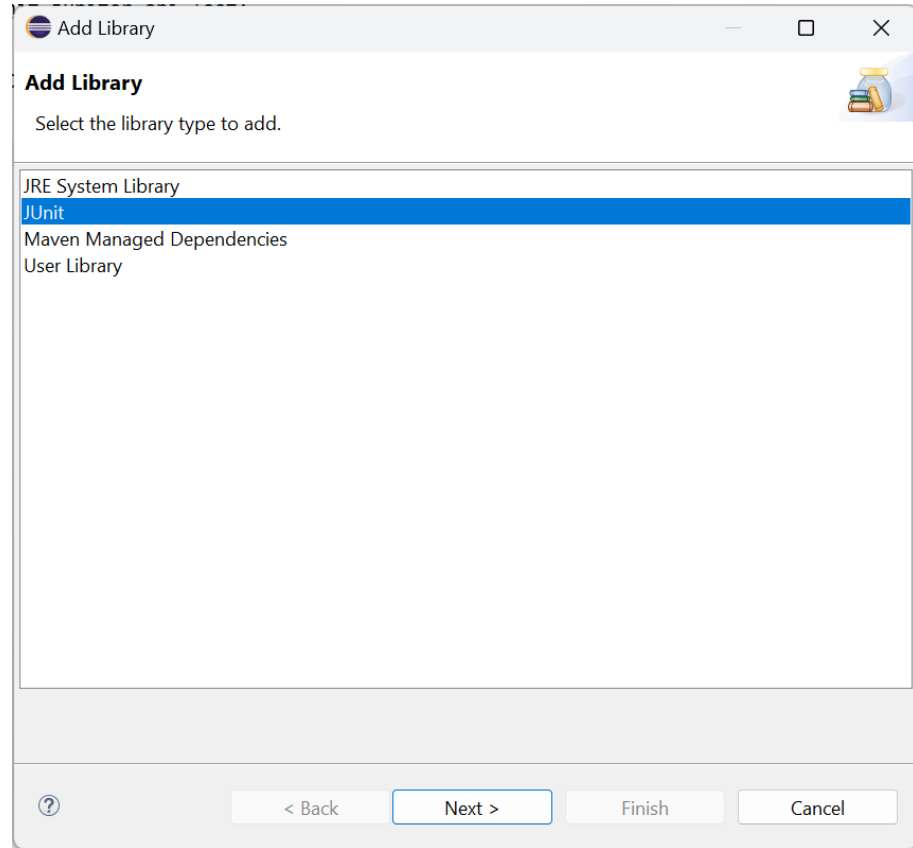 Add Library
Add Library
Select the library type to add.
JRE System Library
JUnit
Maven Managed Dependencies
User Library
< Back
Next >
Finish
Cancel